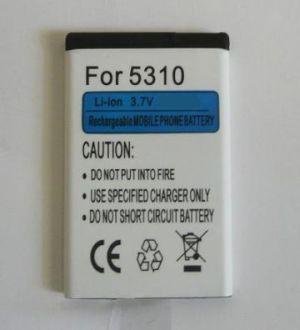 For 5310
Li-ion 3.7V
Rechargeable MOBILE PHONE BATTERY
CAUTION:
• DO NOT PUT INTO FIRE
• USE SPECIFIED CHARGER ONLY
• DO NOT SHORT CIRCUIT BATTERY
CE